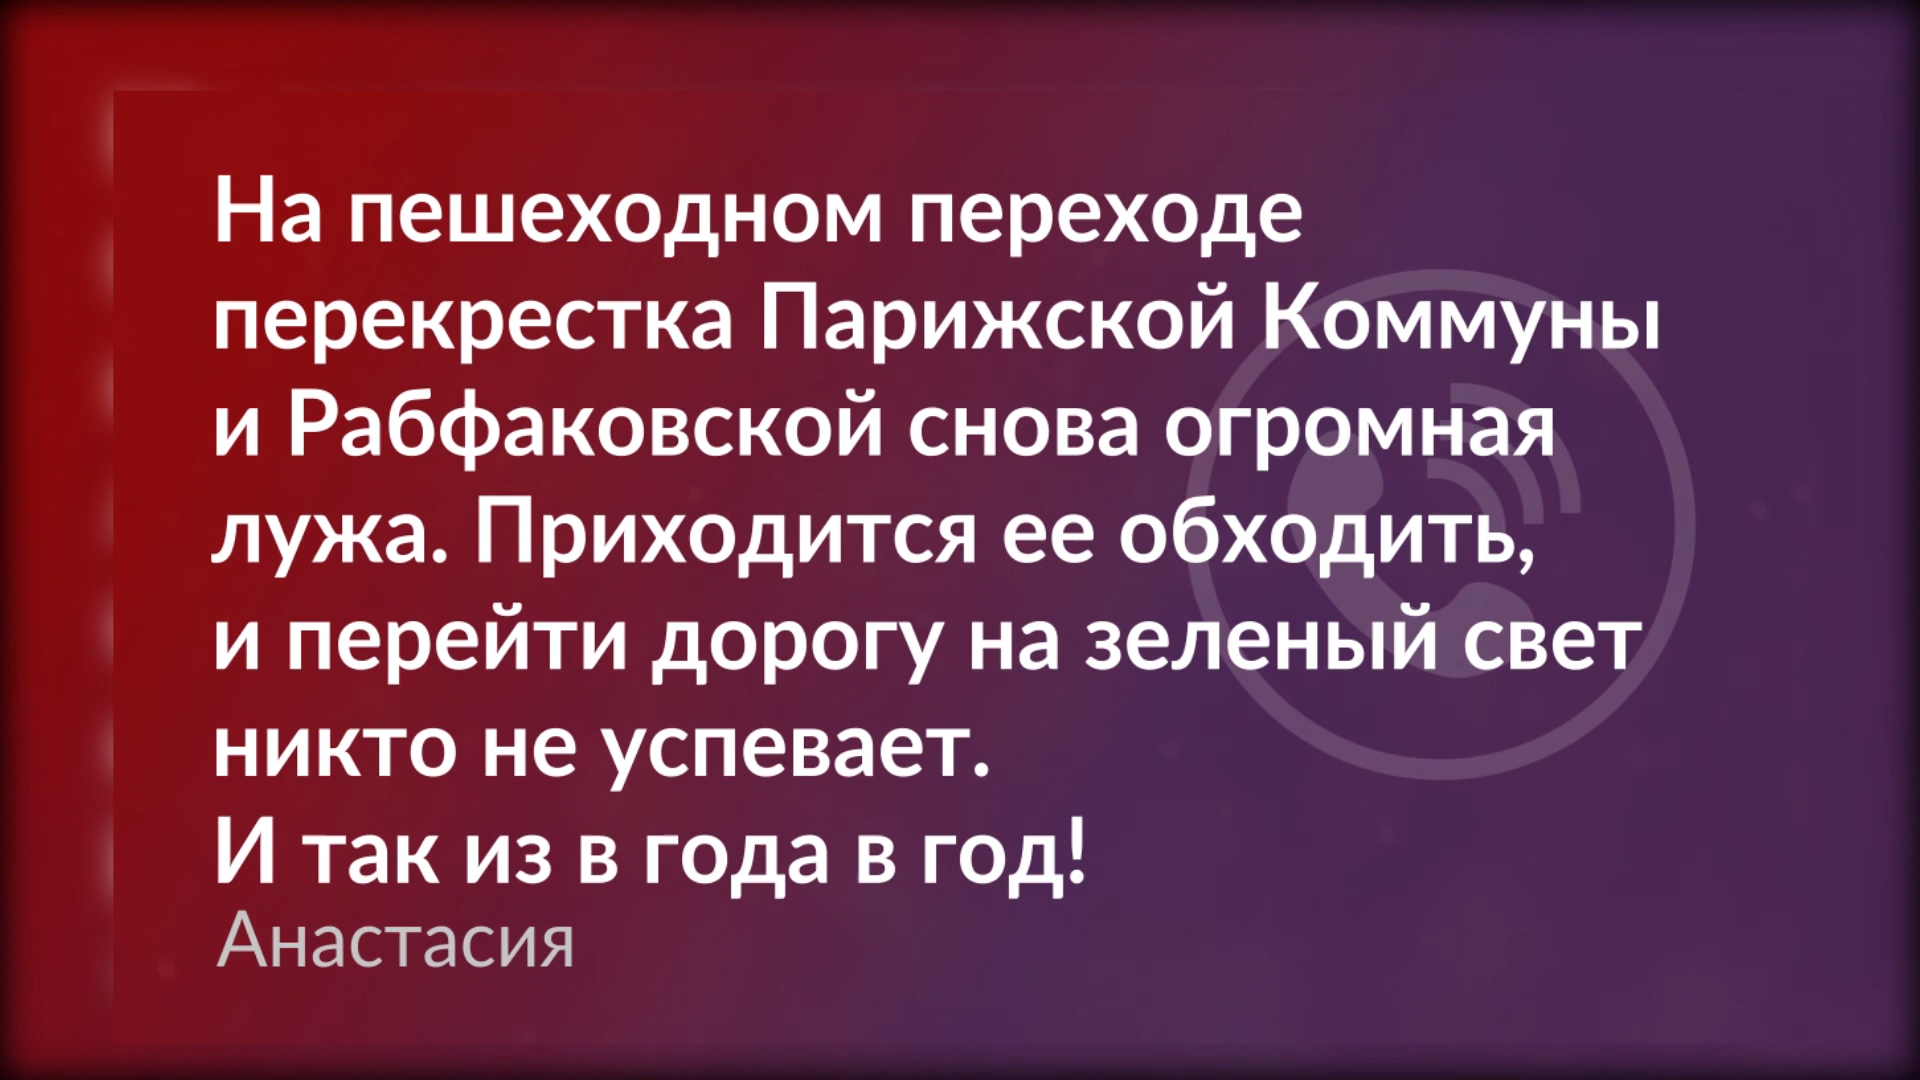 На пешеходном переходе
перекрестка Парижской Коммуны
и Рабфаковской снова огромная
лужа. Приходится ее обходить,
и перейти дорогу на зеленый свет
никто не успевает.
И так из в года в год!
Анастасия